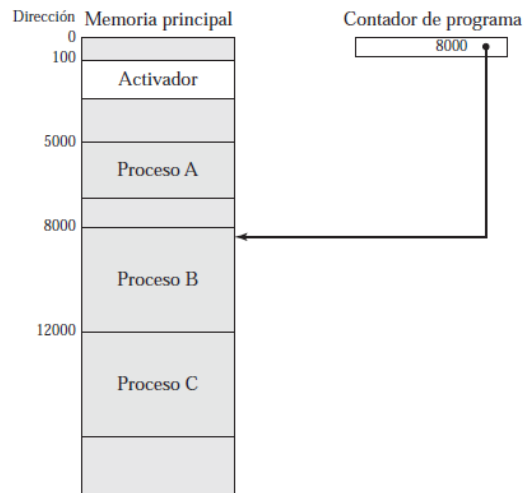 Dirección Memoria principal
Contador de programa
0
8000
100
Activador
5000
Proceso A
8000
Proceso B
12000
Proceso C